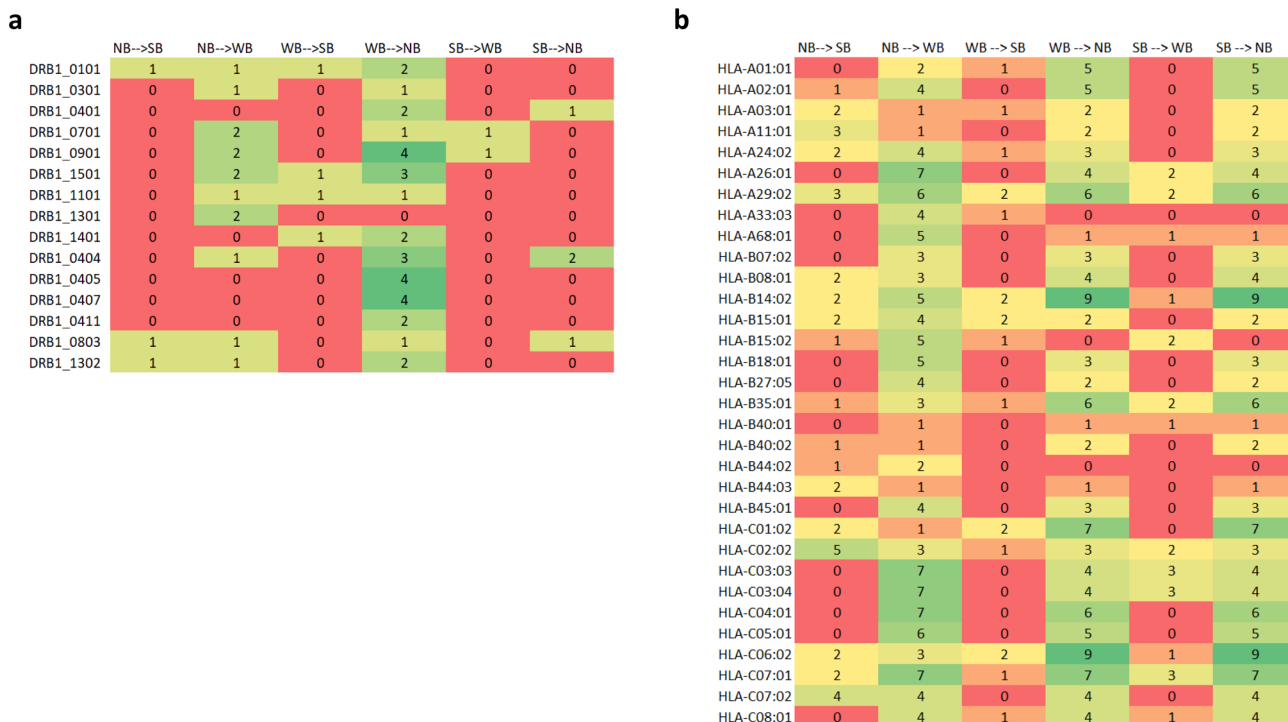 a
NB-->SB NB-->WB WB-->SB WB-->NB SB-->WB SB-->NB
DRB1_0101 1 1 1 2 0 0
DRB1_0301 0 1 0 1 0 0
DRB1_0401 0 0 0 2 0 1
DRB1_0701 0 2 0 1 1 0
DRB1_0901 0 2 0 4 1 0
DRB1_1501 0 2 1 3 0 0
DRB1_1101 0 1 1 1 0 0
DRB1_1301 0 2 0 0 0 0
DRB1_1401 0 0 1 2 0 0
DRB1_0404 0 1 0 3 0 2
DRB1_0405 0 0 0 4 0 0
DRB1_0407 0 0 0 4 0 0
DRB1_0411 0 0 0 2 0 0
DRB1_0803 1 1 0 1 0 1
DRB1_1302 1 1 0 2 0 0
b
NB--> SB NB --> WB WB --> SB WB --> NB SB --> WB SB --> NB
HLA-A01:01 0 2 1 5 0 5
HLA-A02:01 1 4 0 5 0 5
HLA-A03:01 2 1 1 2 0 2
HLA-A11:01 3 1 0 2 0 2
HLA-A24:02 2 4 1 3 0 3
HLA-A26:01 0 7 0 4 2 4
HLA-A29:02 3 6 2 6 2 6
HLA-A33:03 0 4 1 0 0 0
HLA-A68:01 0 5 0 1 1 1
HLA-B07:02 0 3 0 3 0 3
HLA-B08:01 2 3 0 4 0 4
HLA-B14:02 2 5 2 9 1 9
HLA-B15:01 2 4 2 2 0 2
HLA-B15:02 1 5 1 0 2 0
HLA-B18:01 0 5 0 3 0 3
HLA-B27:05 0 4 0 2 0 2
HLA-B35:01 1 3 1 6 2 6
HLA-B40:01 0 1 0 1 1 1
HLA-B40:02 1 1 0 2 0 2
HLA-B44:02 1 2 0 0 0 0
HLA-B44:03 2 1 0 1 0 1
HLA-B45:01 0 4 0 3 0 3
HLA-C01:02 2 1 2 7 0 7
HLA-C02:02 5 3 1 3 2 3
HLA-C03:03 0 7 0 4 3 4
HLA-C03:04 0 7 0 4 3 4
HLA-C04:01 0 7 0 6 0 6
HLA-C05:01 0 6 0 5 0 5
HLA-C06:02 2 3 2 9 1 9
HLA-C07:01 2 7 1 7 3 7
HLA-C07:02 4 4 0 4 0 4
HLA-C08:01 0 4 1 4 1 4